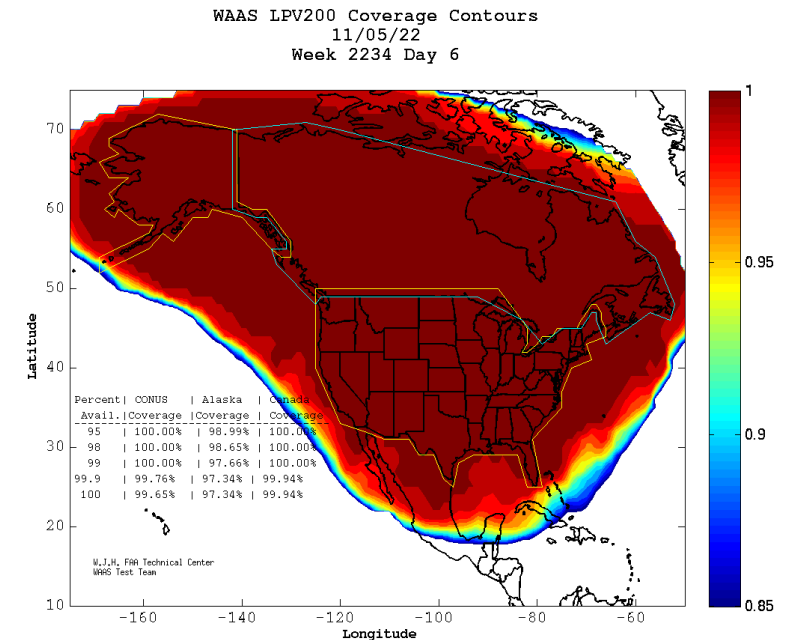 WAAS LPV200 Coverage Contours
11/05/22
Week 2234 Day 6
70
60
50
40
30
20
10
Latitude
Percent| CONUS | Alaska | Canada
Avail.|Coverage |Coverage | Coverage
95 | 100.00% | 98.99% | 100.00%
98 | 100.00% | 98.65% | 100.00%
99 | 100.00% | 97.66% | 100.00%
99.9 | 99.76% | 97.34% | 99.94%
100 | 99.65% | 97.34% | 99.94%
W.J.H. FAA Technical Center
WAAS Test Team
-160 -140 -120 -100 -80 -60
Longitude
1
0.95
0.9
0.85